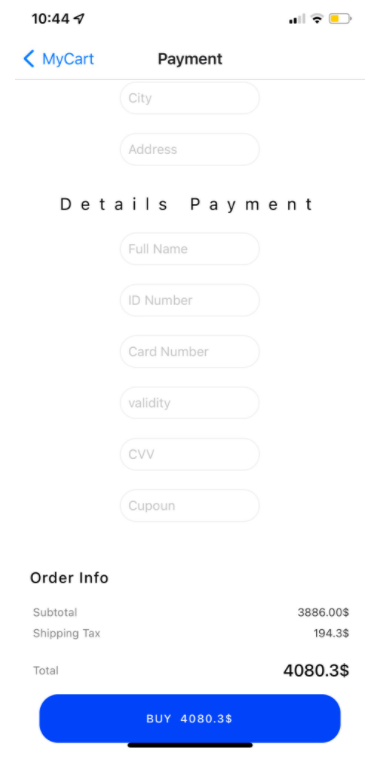 10:44
MyCart
Payment
City
Address
Details Payment
Full Name
ID Number
Card Number
validity
CVV
Cupoun
Order Info
Subtotal 3886.00$
Shipping Tax 194.3$
Total 4080.3$
BUY 4080.3$